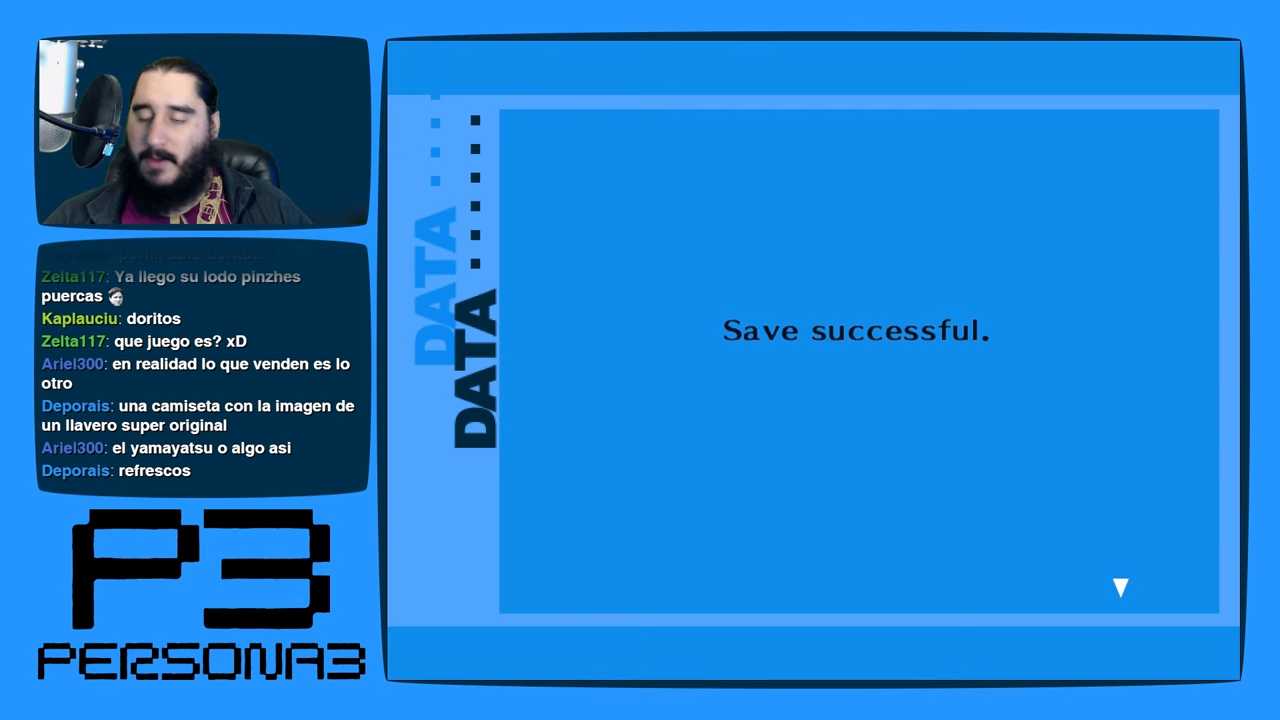 Zelta117: Ya llego su lodo pinzhes
puercas
Kaplauciu: doritos
Zelta117: que juego es? xD
Ariel300: en realidad lo que venden es lo
otro
Deporais: una camiseta con la imagen de
un llavero super original
Ariel300: el yamayatsu o algo asi
Deporais: refrescos
P3
PERSONA3
DATA
DATA
Save successful.